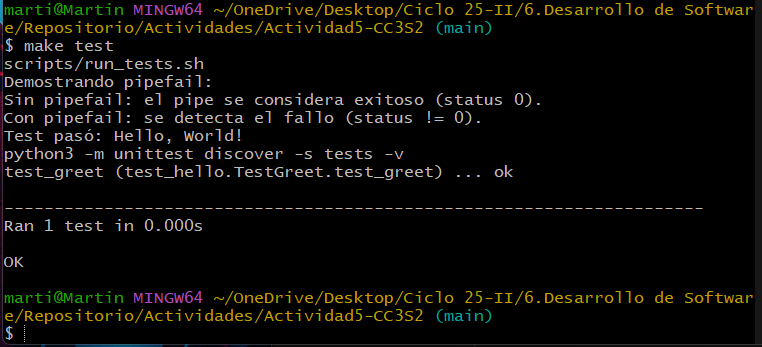 marti@Martin MINGW64 ~/OneDrive/Desktop/Ciclo 25-II/6.Desarrollo de Softwar
e/Repositorio/Actividades/Actividad5-CC3S2 (main)
$ make test
scripts/run_tests.sh
Demostrando pipefail:
Sin pipefail: el pipe se considera exitoso (status 0).
Con pipefail: se detecta el fallo (status != 0).
Test pasó: Hello, World!
python3 -m unittest discover -s tests -v
test_greet (test_hello.TestGreet.test_greet) ... ok

----------------------------------------------------------------------
Ran 1 test in 0.000s

OK

marti@Martin MINGW64 ~/OneDrive/Desktop/Ciclo 25-II/6.Desarrollo de Softwar
e/Repositorio/Actividades/Actividad5-CC3S2 (main)
$